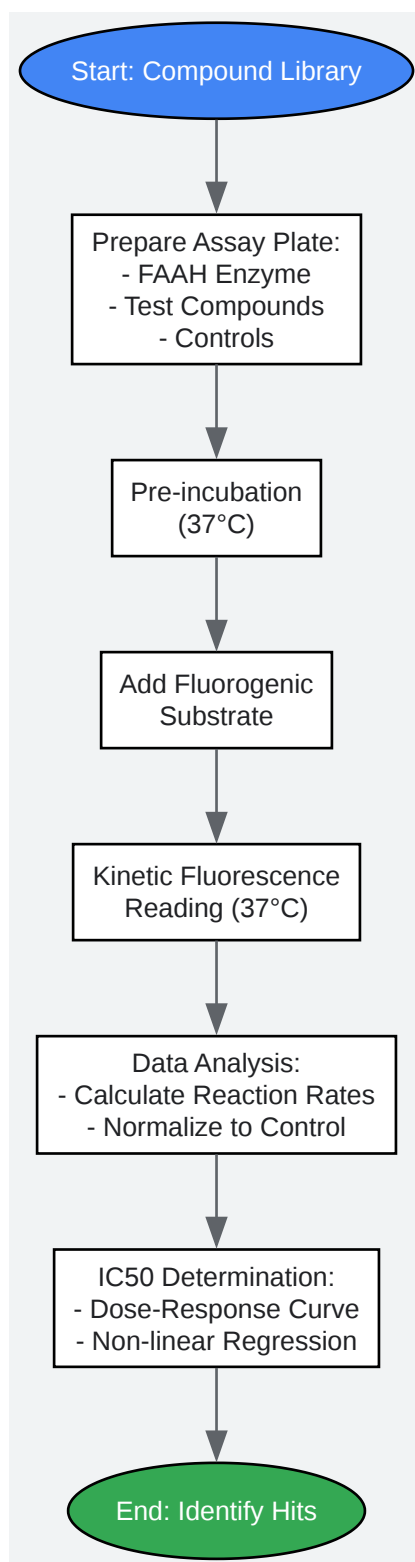 Start: Compound Library
Prepare Assay Plate:
- FAAH Enzyme
- Test Compounds
- Controls
Pre-incubation
(37°C)
Add Fluorogenic
Substrate
Kinetic Fluorescence
Reading (37°C)
Data Analysis:
- Calculate Reaction Rates
- Normalize to Control
IC50 Determination:
- Dose-Response Curve
- Non-linear Regression
End: Identify Hits